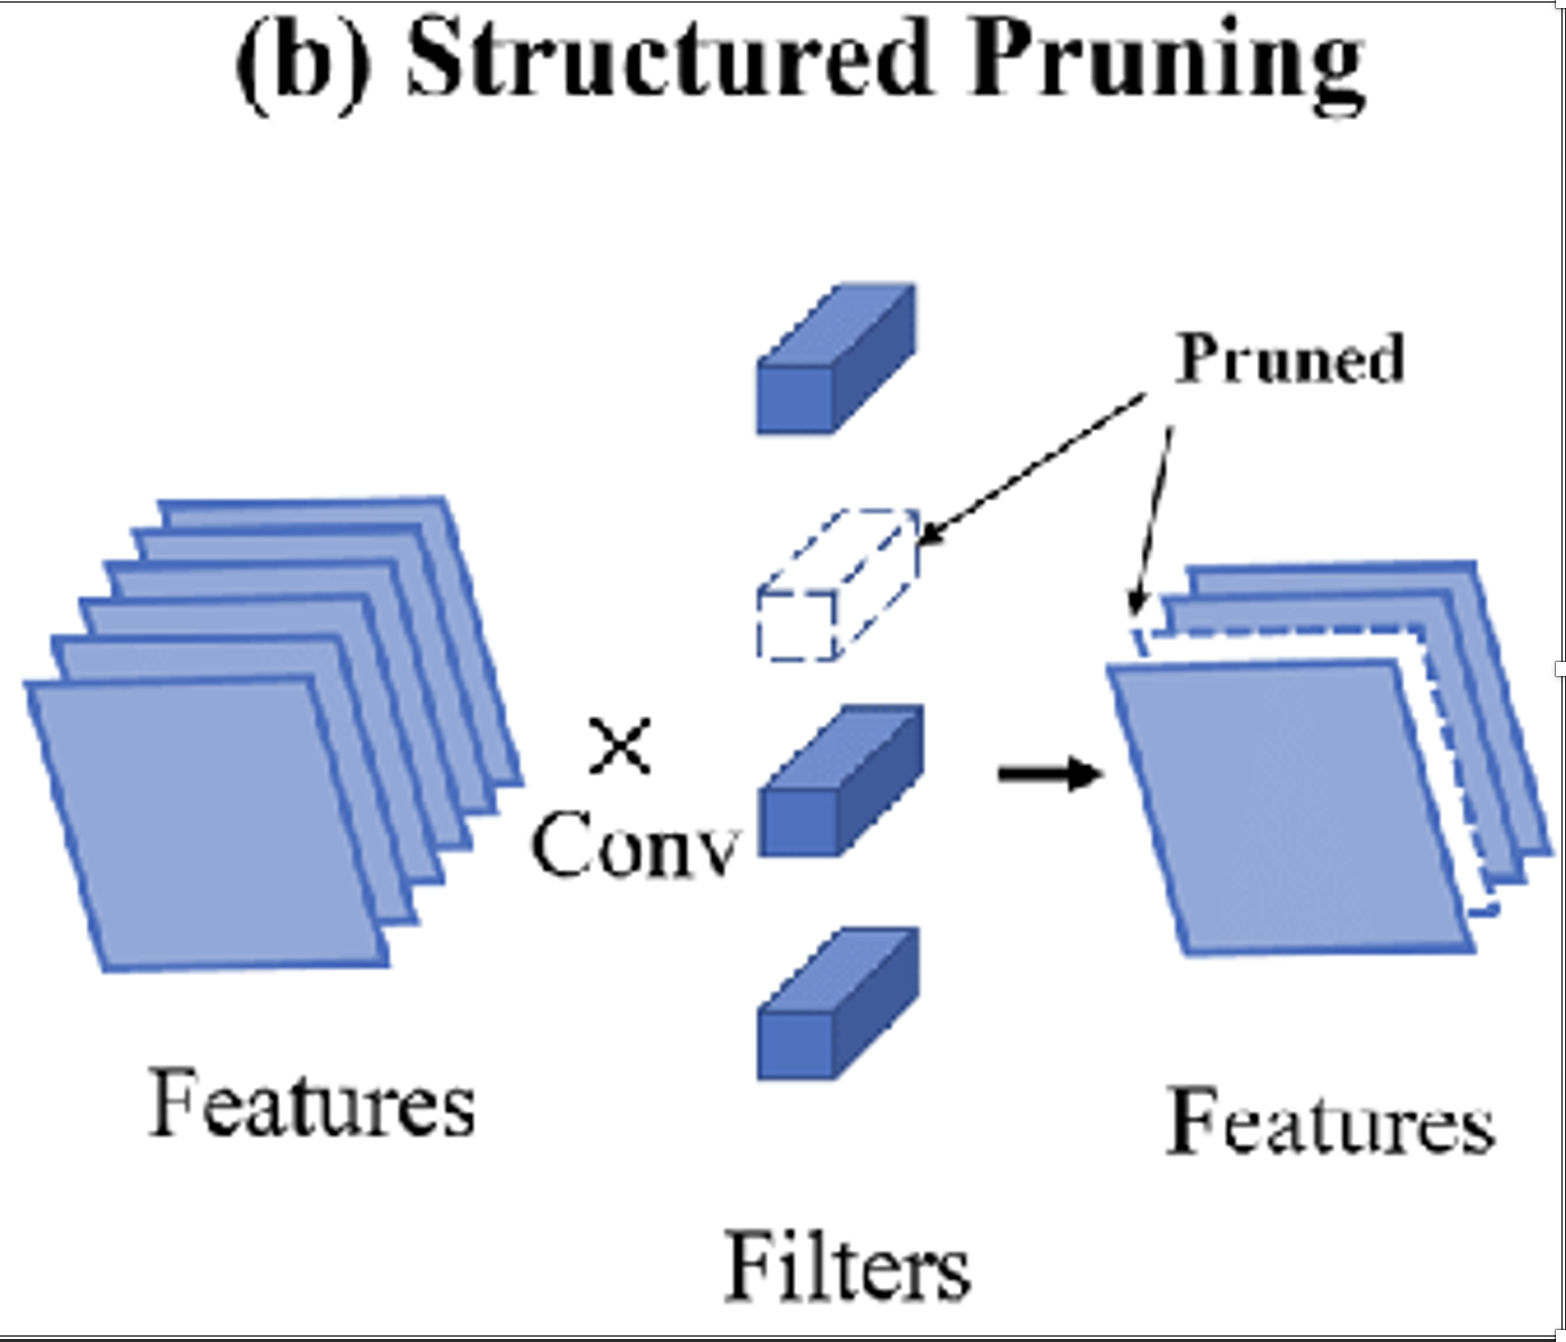 (b) Structured Pruning
Pruned
×
Conv
Features
Features
Filters